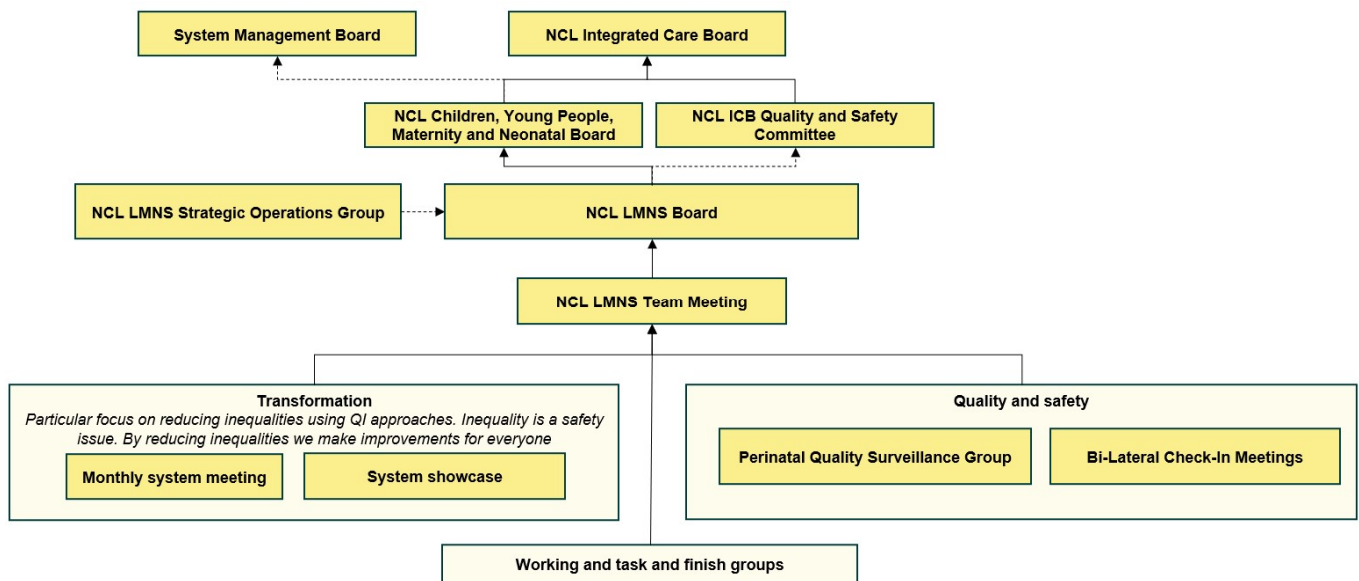 System Management Board
NCL Integrated Care Board
NCL Children, Young People,
Maternity and Neonatal Board
NCL ICB Quality and Safety
Committee
NCL LMNS Strategic Operations Group
NCL LMNS Board
NCL LMNS Team Meeting
Transformation
Particular focus on reducing inequalities using QI approaches. Inequality is a safety
issue. By reducing inequalities we make improvements for everyone
Monthly system meeting
System showcase
Quality and safety
Perinatal Quality Surveillance Group
Bi-Lateral Check-In Meetings
Working and task and finish groups